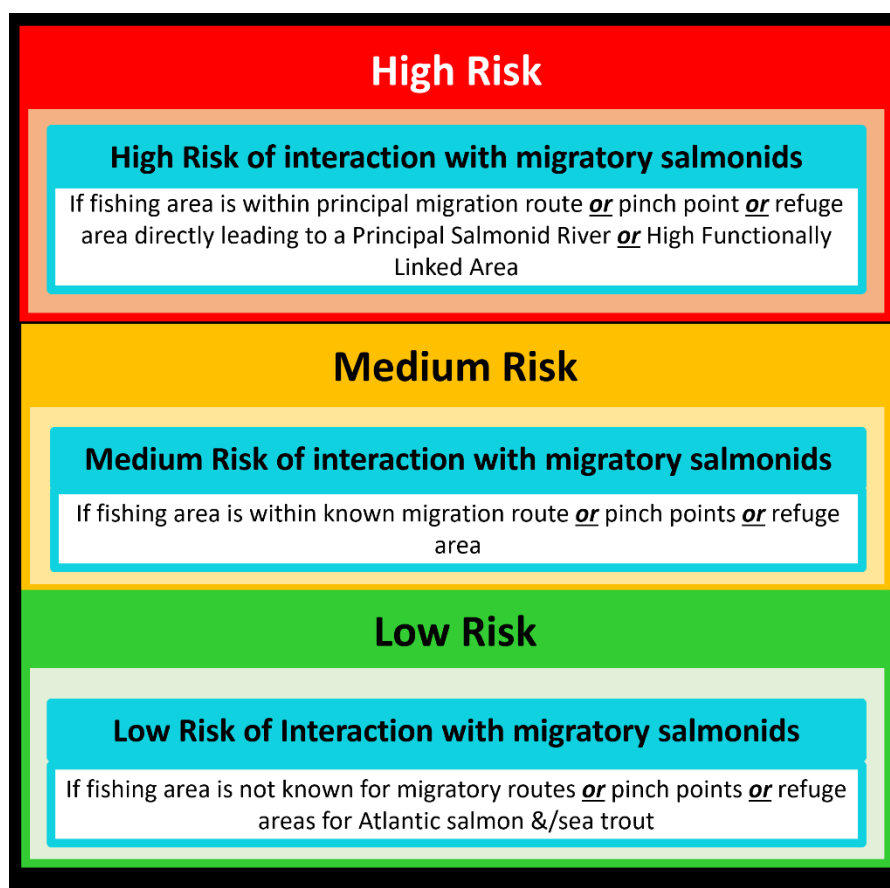 High Risk
High Risk of interaction with migratory salmonids
If fishing area is within principal migration route or pinch point or refuge
area directly leading to a Principal Salmonid River or High Functionally
Linked Area
Medium Risk
Medium Risk of interaction with migratory salmonids
If fishing area is within known migration route or pinch points or refuge
area
Low Risk
Low Risk of Interaction with migratory salmonids
If fishing area is not known for migratory routes or pinch points or refuge
areas for Atlantic salmon &/sea trout